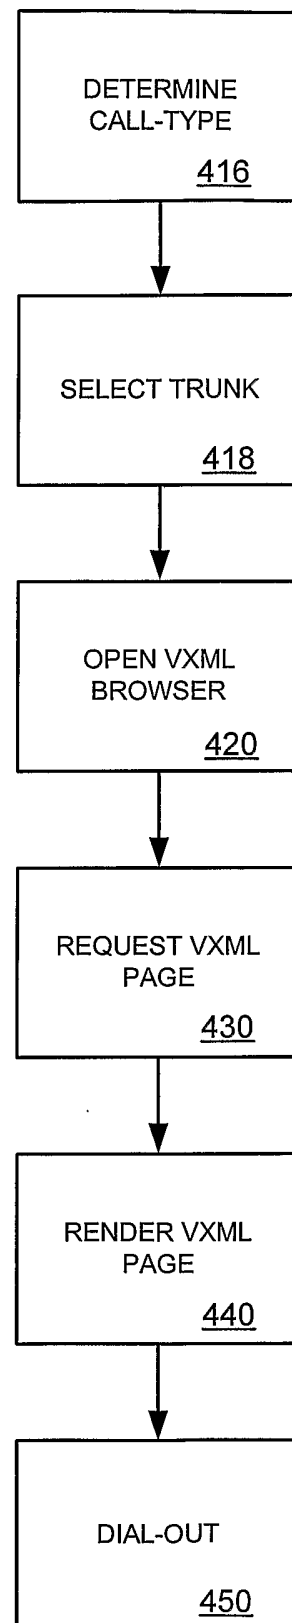 DETERMINE
CALL-TYPE
416
SELECT TRUNK
418
OPEN VXML
BROWSER
420
REQUEST VXML
PAGE
430
RENDER VXML
PAGE
440
DIAL-OUT
450